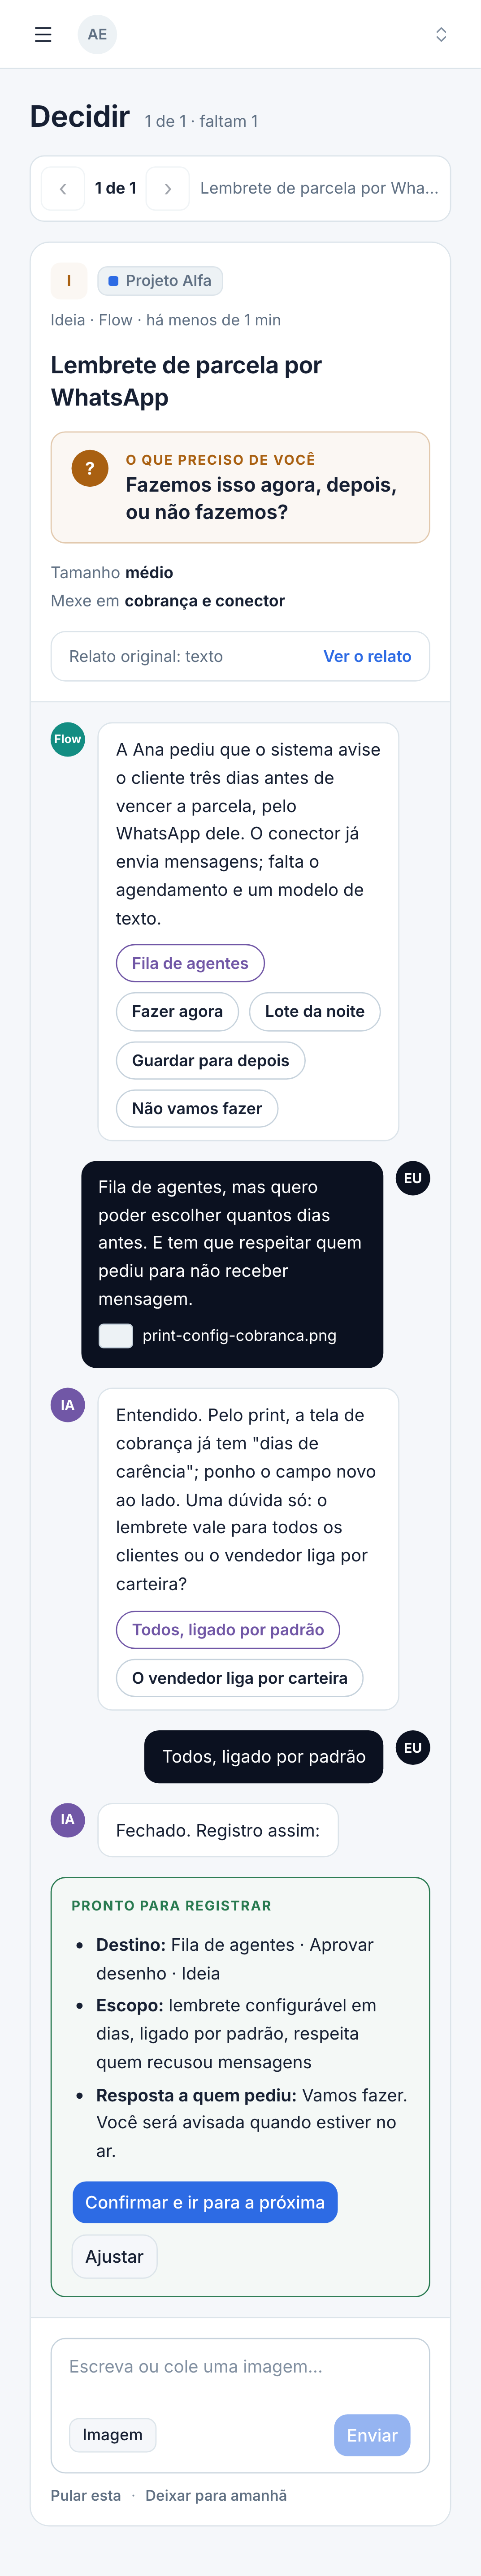 AE
Decidir 1 de 1 · faltam 1
‹ 1 de 1 › Lembrete de parcela por Wha...
I Projeto Alfa
Ideia · Flow · há menos de 1 min
Lembrete de parcela por
WhatsApp
? O QUE PRECISO DE VOCÊ
Fazemos isso agora, depois,
ou não fazemos?
Tamanho médio
Mexe em cobrança e conector
Relato original: texto Ver o relato
Flow
A Ana pediu que o sistema avise
o cliente três dias antes de
vencer a parcela, pelo
WhatsApp dele. O conector já
envia mensagens; falta o
agendamento e um modelo de
texto.
Fila de agentes
Fazer agora Lote da noite
Guardar para depois
Não vamos fazer
EU
Fila de agentes, mas quero
poder escolher quantos dias
antes. E tem que respeitar quem
pediu para não receber
mensagem.
print-config-cobranca.png
IA
Entendido. Pelo print, a tela de
cobrança já tem "dias de
carência"; ponho o campo novo
ao lado. Uma dúvida só: o
lembrete vale para todos os
clientes ou o vendedor liga por
carteira?
Todos, ligado por padrão
O vendedor liga por carteira
Todos, ligado por padrão EU
IA Fechado. Registro assim:
PRONTO PARA REGISTRAR
• Destino: Fila de agentes · Aprovar
desenho · Ideia
• Escopo: lembrete configurável em
dias, ligado por padrão, respeita
quem recusou mensagens
• Resposta a quem pediu: Vamos fazer.
Você será avisada quando estiver no
ar.
Confirmar e ir para a próxima
Ajustar
Escreva ou cole uma imagem...
Imagem Enviar
Pular esta · Deixar para amanhã